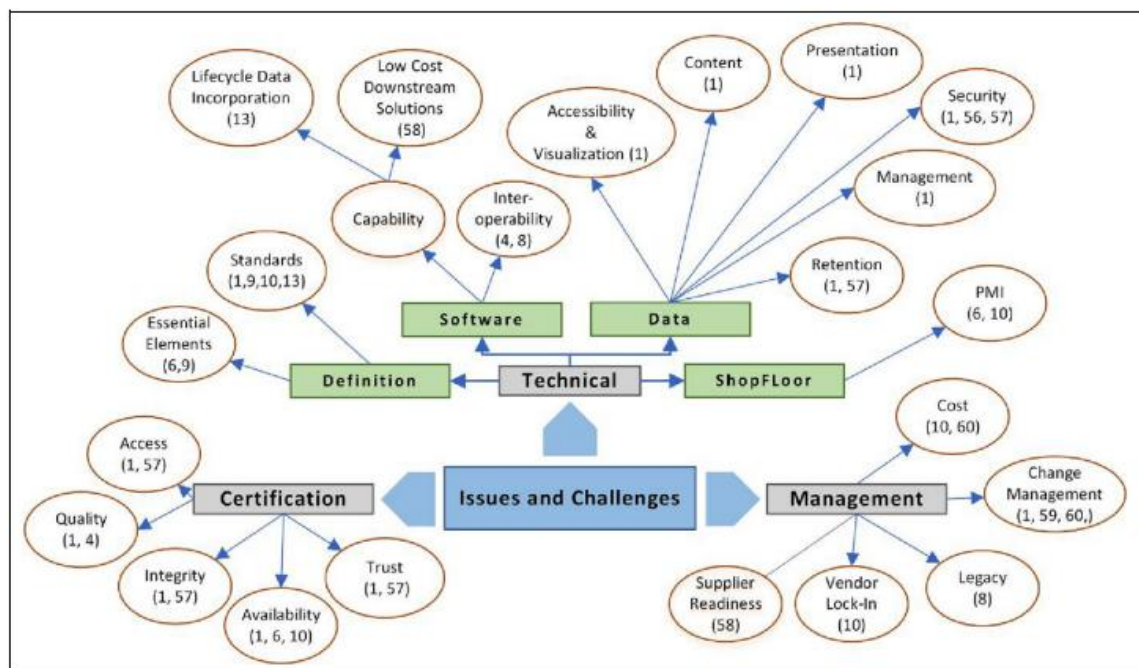 Lifecycle Data
Incorporation
(13)
Low Cost
Downstream
Solutions
(58)
Content
(1)
Presentation
(1)
Security
(1, 56, 57)
Accessibility
&
Visualization (1)
Management
(1)
Capability
Inter-
operability
(4, 8)
Retention
(1, 57)
Standards
(1,9,10,13)
PMI
(6, 10)
Essential
Elements
(6,9)
Software
Data
Definition
Technical
ShopFLoor
Cost
(10, 60)
Access
(1, 57)
Certification
Issues and Challenges
Management
Change
Management
(1, 59, 60,)
Quality
(1, 4)
Integrity
(1, 57)
Availability
(1, 6, 10)
Trust
(1, 57)
Supplier
Readiness
(58)
Vendor
Lock-In
(10)
Legacy
(8)